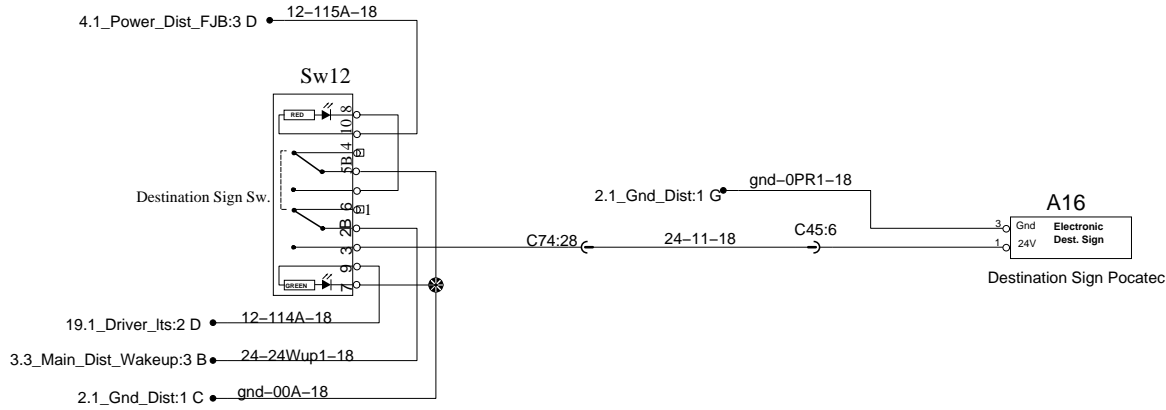 4.1_Power_Dist_FJB:3 D
12-115A-18
Sw12
RED
8
10
4
5B
6
1
2B
3
9
7
GREEN
Destination Sign Sw.
2.1_Gnd_Dist:1 G
gnd-0PR1-18
A16
3
Gnd
Electronic
Dest. Sign
1
24V
C74:28
24-11-18
C45:6
Destination Sign Pocatec
19.1_Driver_lts:2 D
12-114A-18
3.3_Main_Dist_Wakeup:3 B
24-24Wup1-18
2.1_Gnd_Dist:1 C
gnd-00A-18